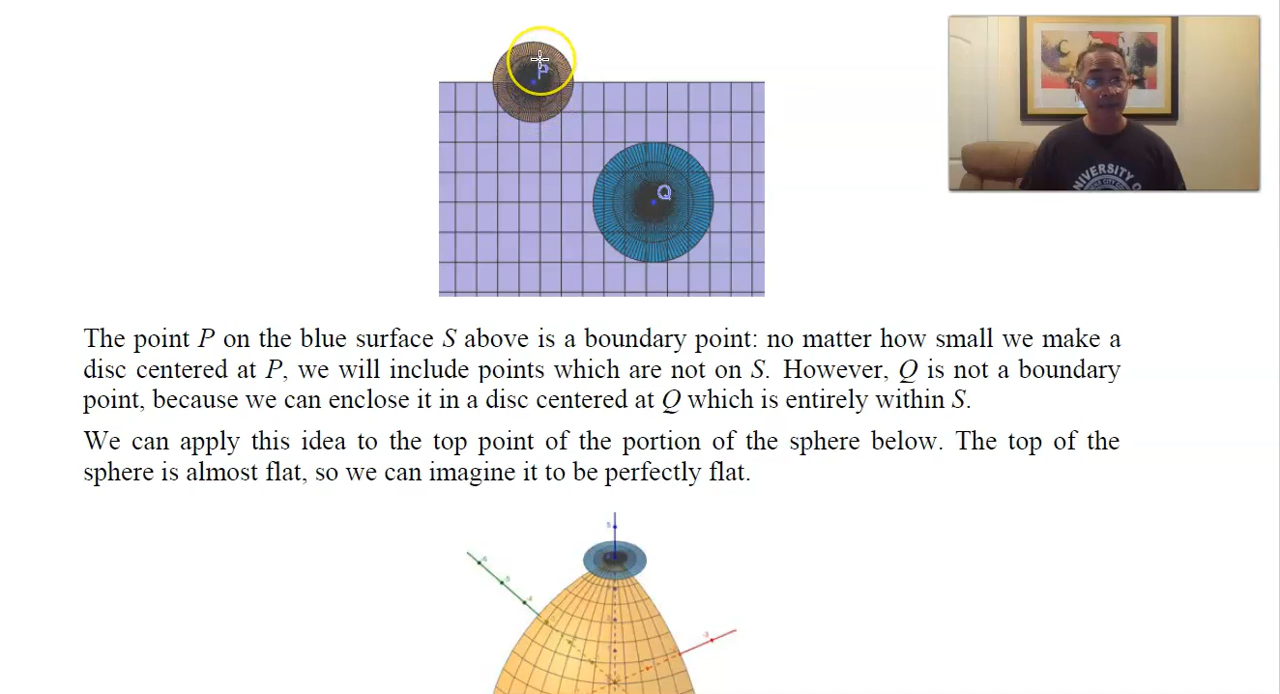 P
Q
UNIVERSITY O
The point P on the blue surface S above is a boundary point: no matter how small we make a
disc centered at P, we will include points which are not on S. However, Q is not a boundary
point, because we can enclose it in a disc centered at Q which is entirely within S.
We can apply this idea to the top point of the portion of the sphere below. The top of the
sphere is almost flat, so we can imagine it to be perfectly flat.